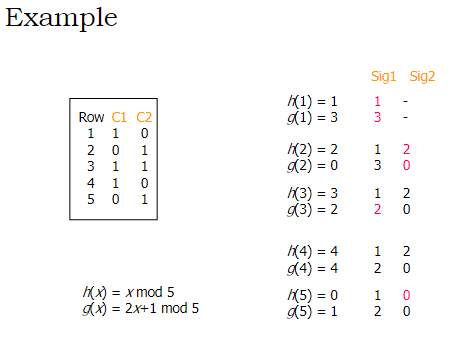 Example
Sig1 Sig2
h(1) = 1 1 -
g(1) = 3 3 -
h(2) = 2 1 2
g(2) = 0 3 0
h(3) = 3 1 2
g(3) = 2 2 0
h(4) = 4 1 2
g(4) = 4 2 0
h(5) = 0 1 0
g(5) = 1 2 0
Row C1 C2
1 1 0
2 0 1
3 1 1
4 1 0
5 0 1
h(x) = x mod 5
g(x) = 2x+1 mod 5